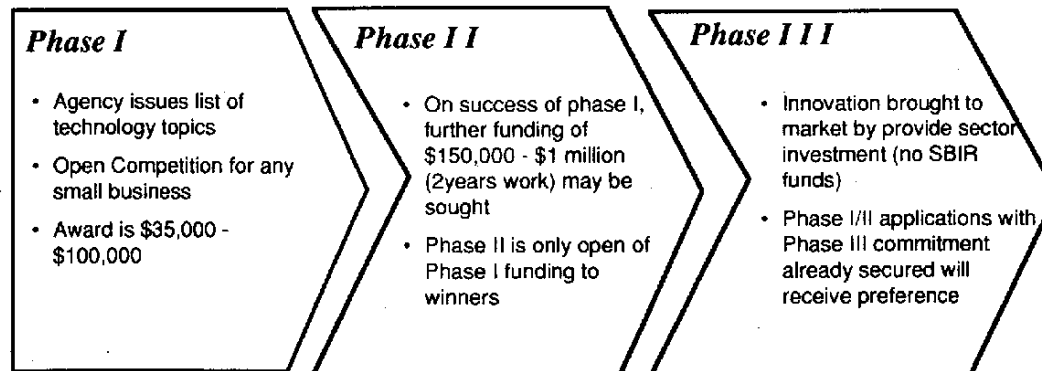 Phase I
• Agency issues list of
technology topics
• Open Competition for any
small business
• Award is $35,000 -
$100,000
Phase I I
• On success of phase I,
further funding of
$150,000 - $1 million
(2years work) may be
sought
• Phase II is only open of
Phase I funding to
winners
Phase I I I
• Innovation brought to
market by provide sector
investment (no SBIR
funds)
• Phase I/II applications with
Phase III commitment
already secured will
receive preference